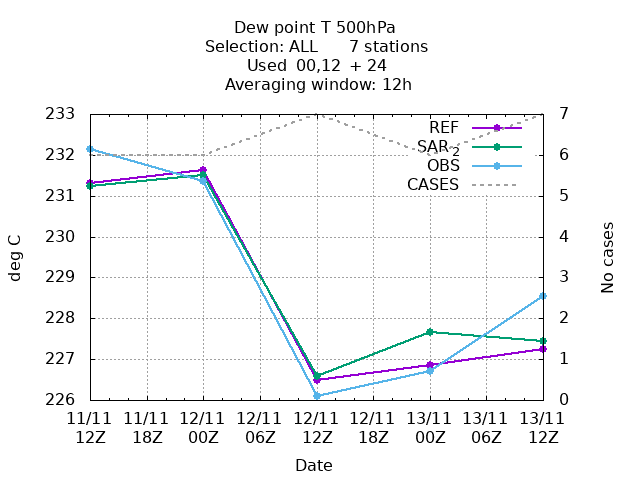 Dew point T 500hPa
Selection: ALL      7 stations
Used  00,12  + 24
Averaging window: 12h
233
232
231
230
229
228
227
226
7
6
5
4
3
2
1
0
REF
SAR 2
OBS
CASES
deg C
No cases
11/11 11/11 12/11 12/11 12/11 12/11 13/11 13/11 13/11
12Z 18Z 00Z 06Z 12Z 18Z 00Z 06Z 12Z
Date